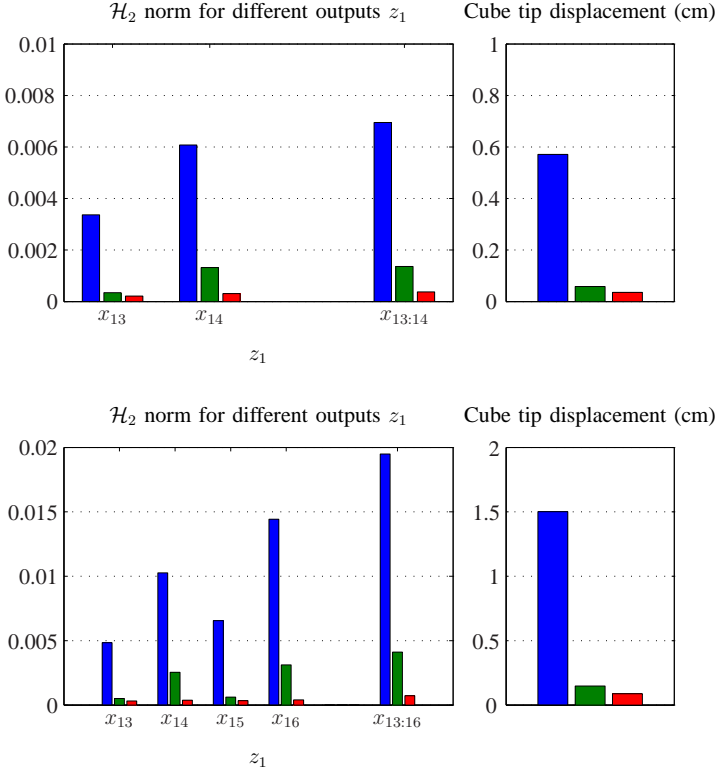 ℋ₂ norm for different outputs z₁
Cube tip displacement (cm)
0.01
0.008
0.006
0.004
0.002
0
x₁₃ x₁₄ x₁₃:₁₄
z₁
1
0.8
0.6
0.4
0.2
0
ℋ₂ norm for different outputs z₁
Cube tip displacement (cm)
0.02
0.015
0.01
0.005
0
x₁₃ x₁₄ x₁₅ x₁₆ x₁₃:₁₆
z₁
2
1.5
1
0.5
0